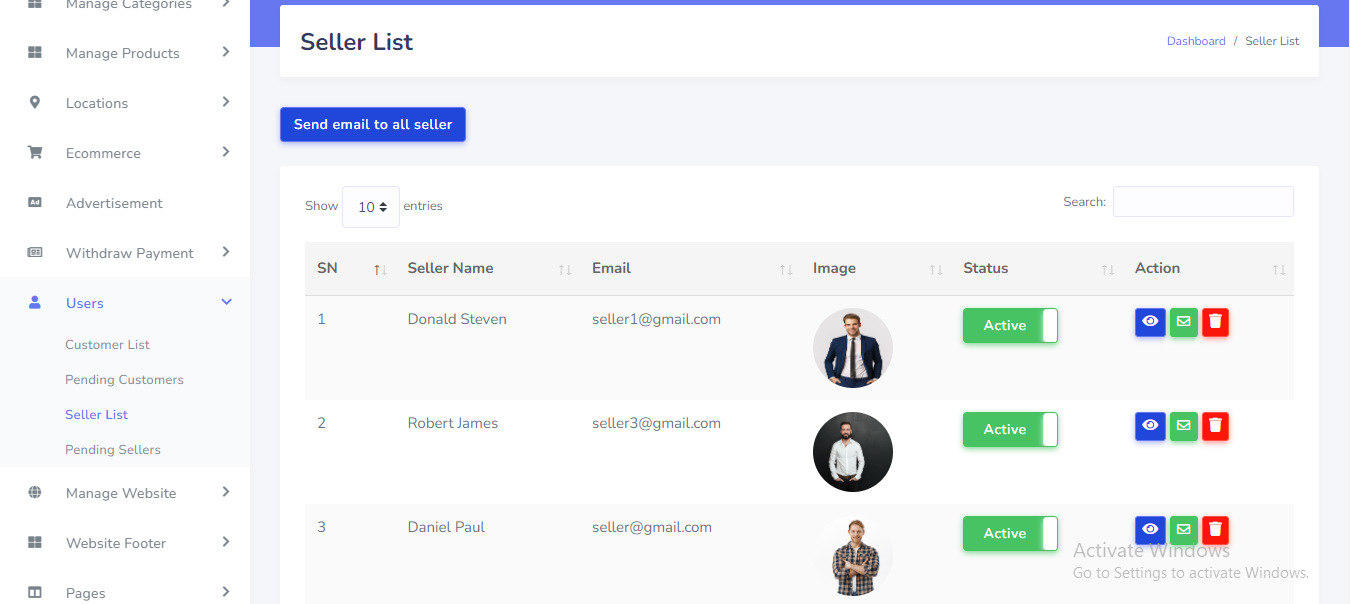 Manage Categories
Manage Products
Locations
Ecommerce
Ad
Advertisement
Withdraw Payment
Users
Customer List
Pending Customers
Seller List
Pending Sellers
Manage Website
Website Footer
Pages
Seller List
Dashboard / Seller List
Send email to all seller
Show 10 entries
Search:
SN Seller Name Email Image Status Action
1 Donald Steven seller1@gmail.com Active
2 Robert James seller3@gmail.com Active
3 Daniel Paul seller@gmail.com Active
Activate Windows
Go to Settings to activate Windows.